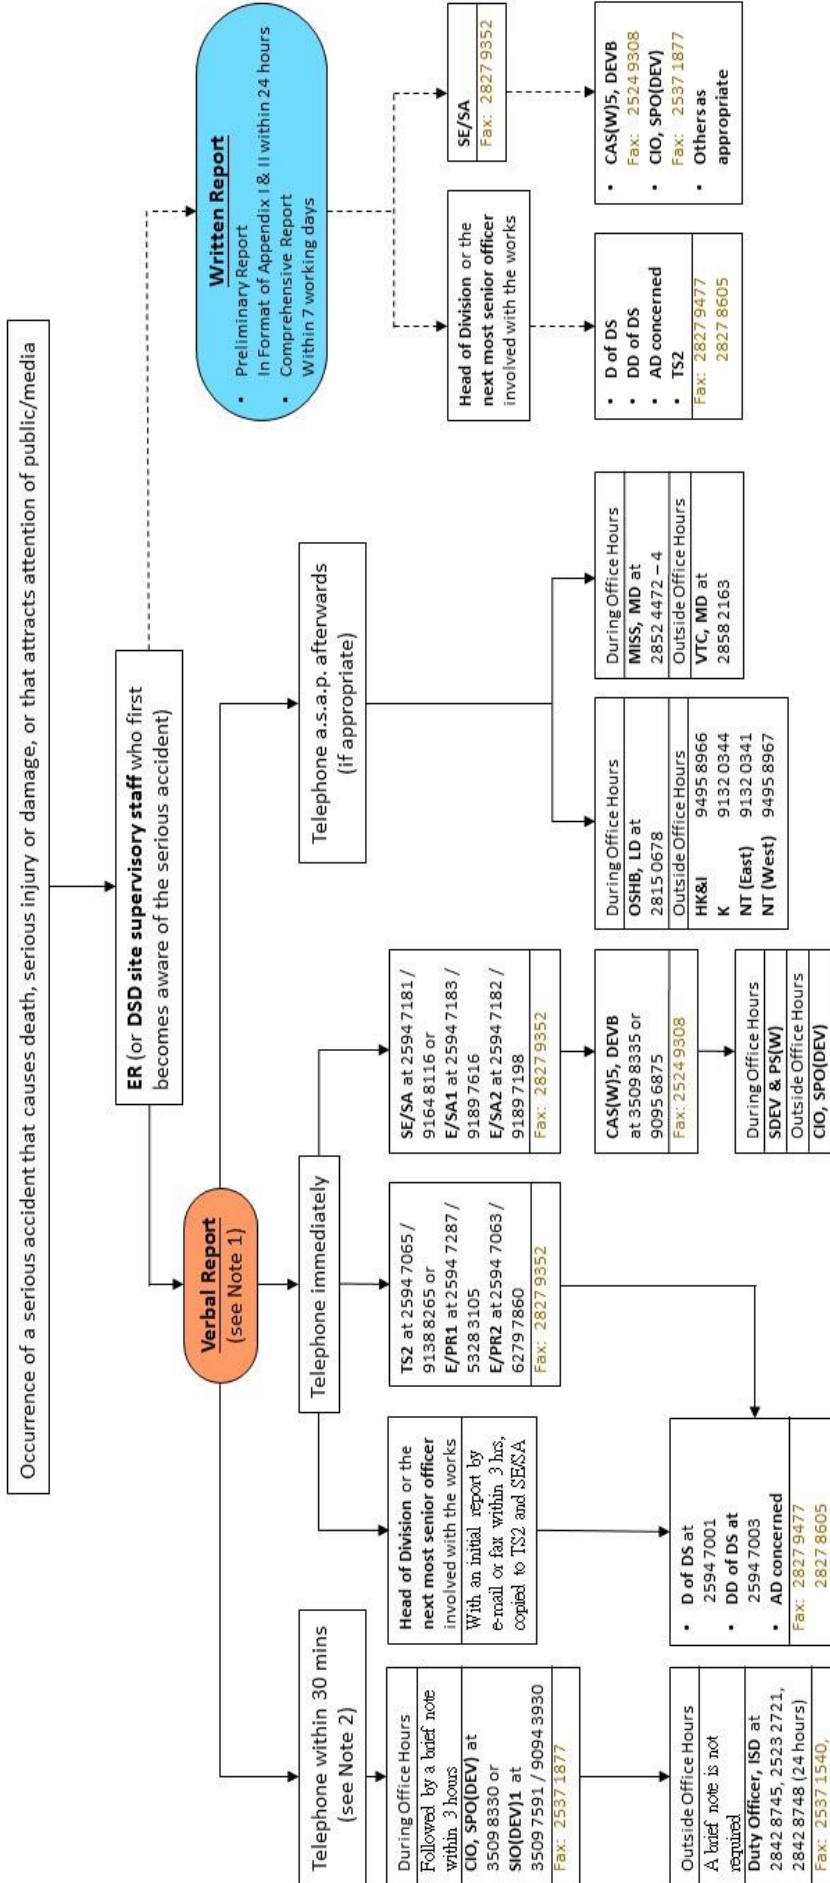 Occurrence of a serious accident that causes death, serious injury or damage, or that attracts attention of public/media
ER (or DSD site supervisory staff who first
becomes aware of the serious accident)
Verbal Report
(see Note 1)
Written Report
• Preliminary Report
In Format of Appendix I & II within 24 hours
• Comprehensive Report
Within 7 working days
Telephone within 30 mins
(see Note 2)
Telephone immediately
Telephone a.s.a.p. afterwards
(if appropriate)
During Office Hours
Followed by a brief note
within 3 hours
CIO, SPO(DEV) at
3509 8330 or
SIO(DEV)1 at
3509 7591 / 9094 3930
Fax: 2537 1877
Outside Office Hours
A brief note is not
required
Duty Officer, ISD at
2842 8745, 2523 2721,
2842 8748 (24 hours)
Fax: 2537 1540,
Head of Division or the
next most senior officer
involved with the works
With an initial report by
e-mail or fax within 3 hrs,
copied to TS2 and SE/SA
TS2 at 2594 7065 /
9138 8265 or
E/PR1 at 2594 7287 /
5328 3105
E/PR2 at 2594 7063 /
6279 7860
Fax: 2827 9352
• D of DS at
2594 7001
• DD of DS at
2594 7003
• AD concerned
Fax: 2827 9477
2827 8605
SE/SA at 2594 7181 /
9164 8116 or
E/SA1 at 2594 7183 /
9189 7616
E/SA2 at 2594 7182 /
9189 7198
Fax: 2827 9352
CAS(W)5, DEVB
at 3509 8335 or
9095 6875
Fax: 2524 9308
During Office Hours
SDEV & PS(W)
Outside Office Hours
CIO, SPO(DEV)
During Office Hours
OSHB, LD at
2815 0678
Outside Office Hours
HK&I 9495 8966
K 9132 0344
NT (East) 9132 0341
NT (West) 9495 8967
During Office Hours
MISS, MD at
2852 4472 – 4
Outside Office Hours
VTC, MD at
2858 2163
Head of Division or the
next most senior officer
involved with the works
• D of DS
• DD of DS
• AD concerned
• TS2
Fax: 2827 9477
2827 8605
SE/SA
Fax: 2827 9352
• CAS(W)5, DEVB
Fax: 2524 9308
• CIO, SPO(DEV)
Fax: 2537 1877
• Others as
appropriate